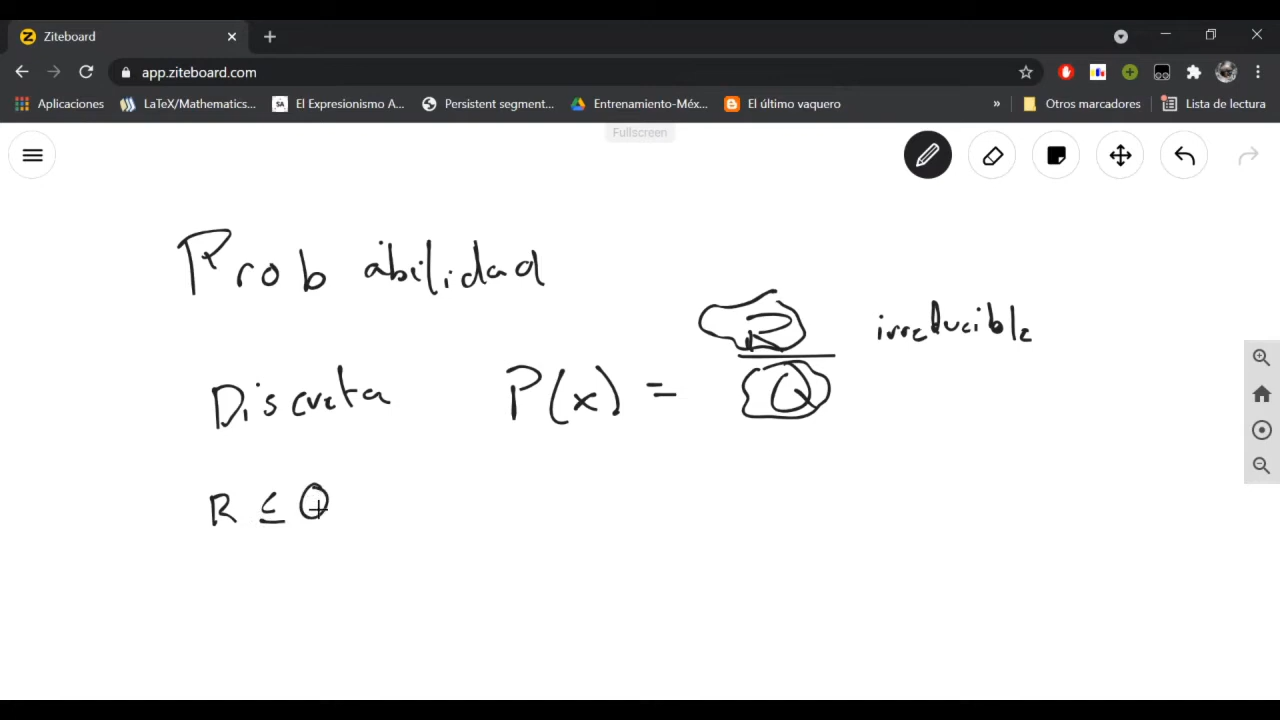 Ziteboard
app.ziteboard.com
Aplicaciones
LaTeX/Mathematics...
SA
El Expresionismo A...
Persistent segment...
Entrenamiento-Méx...
El último vaquero
»
Otros marcadores
Lista de lectura
Fullscreen
Probabilidad
R
irreducible
Discreta P(x) =
Q
R ≤ Q